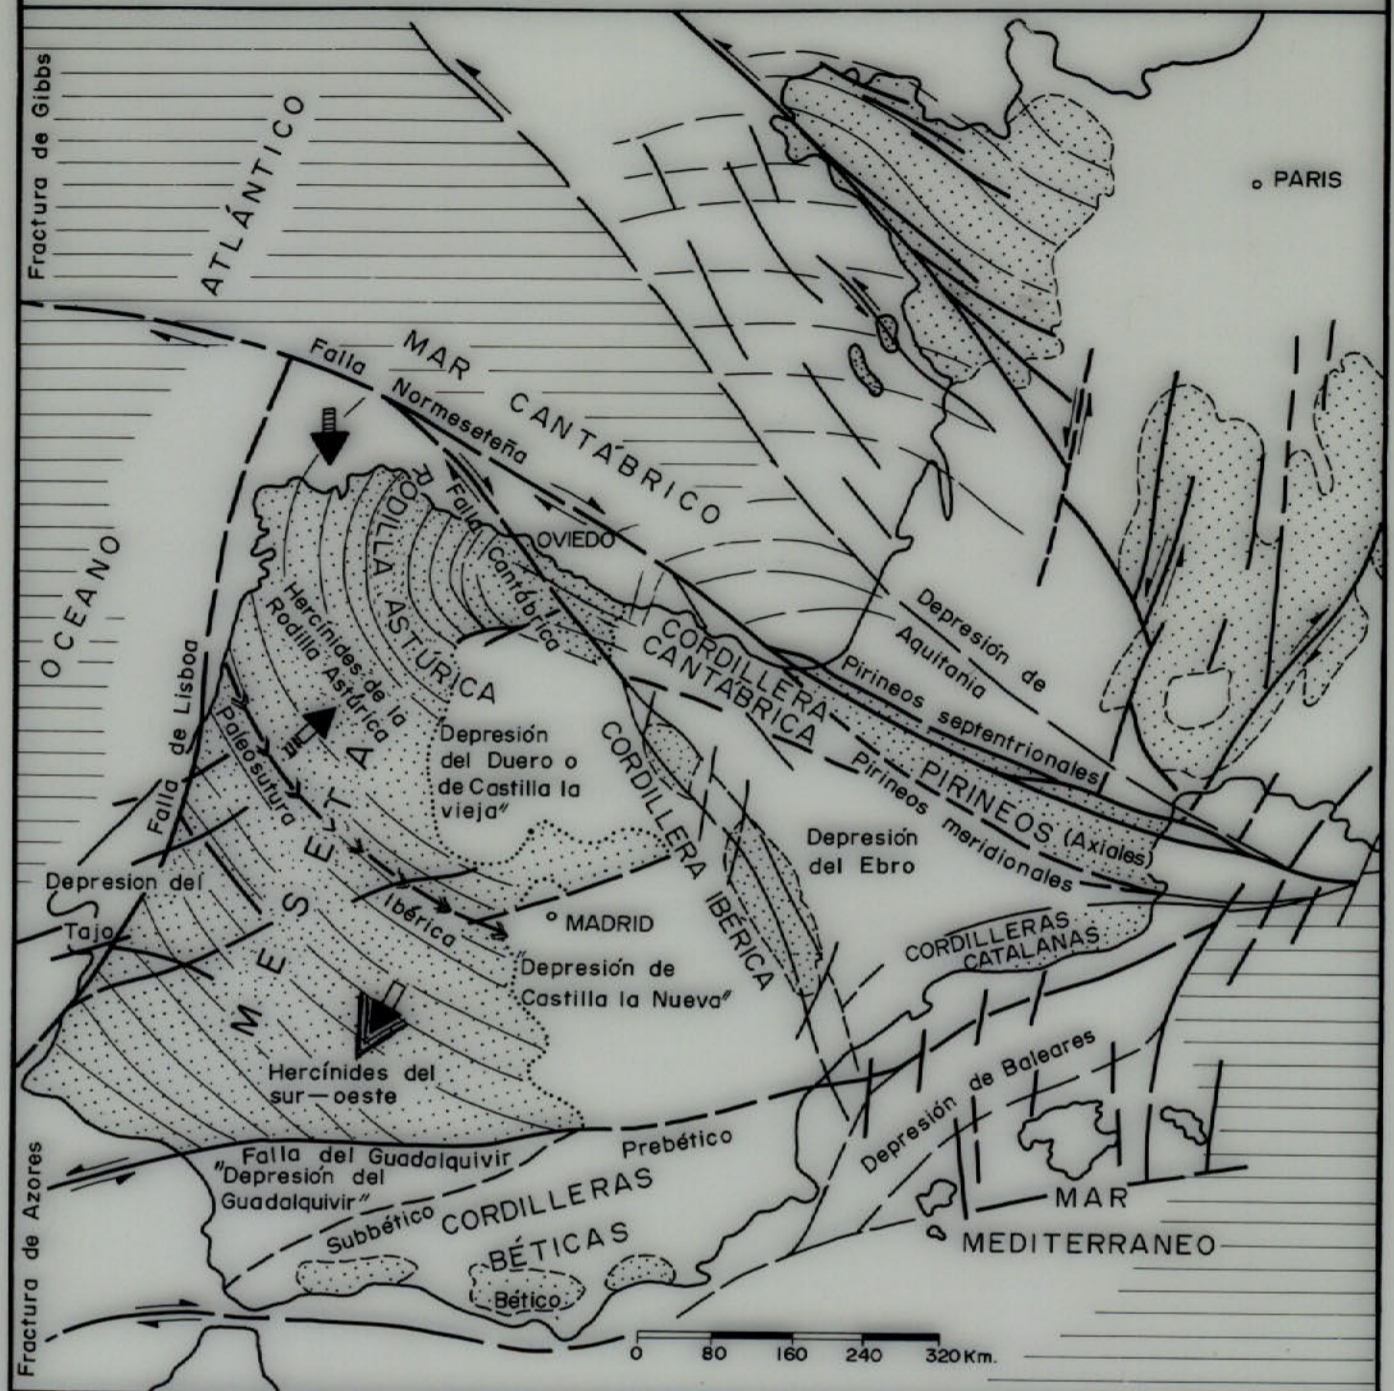 Fractura de Gibbs
ATLÁNTICO
PARIS
Falla
Normeseteña
MAR
CANTÁBRICO
OCEANO
RODILLA ASTÚRICA
Falla
Cantábrica
OVIEDO
Hercínides de la
Rodilla Astúrica
Falla de Lisboa
Paleosutura
Ibérica
MESETA
CORDILLERA
CANTÁBRICA
Depresión de
Aquitania
Pirineos septentrionales
PIRINEOS (Axiales)
Pirineos meridionales
Depresión
del Duero o
de Castilla la
vieja"
CORDILLERA IBÉRICA
Depresión
del Ebro
Depresion del
Tajo
MADRID
"Depresión de
Castilla la Nueva"
CORDILLERAS
CATALANAS
Hercínides del
sur—oeste
Depresión de Baleares
Falla del Guadalquivir
"Depresión del
Guadalquivir"
Prebético
Subbético
CORDILLERAS
BÉTICAS
Bético
MAR
MEDITERRANEO
Fractura de Azores
0 80 160 240 320 Km.